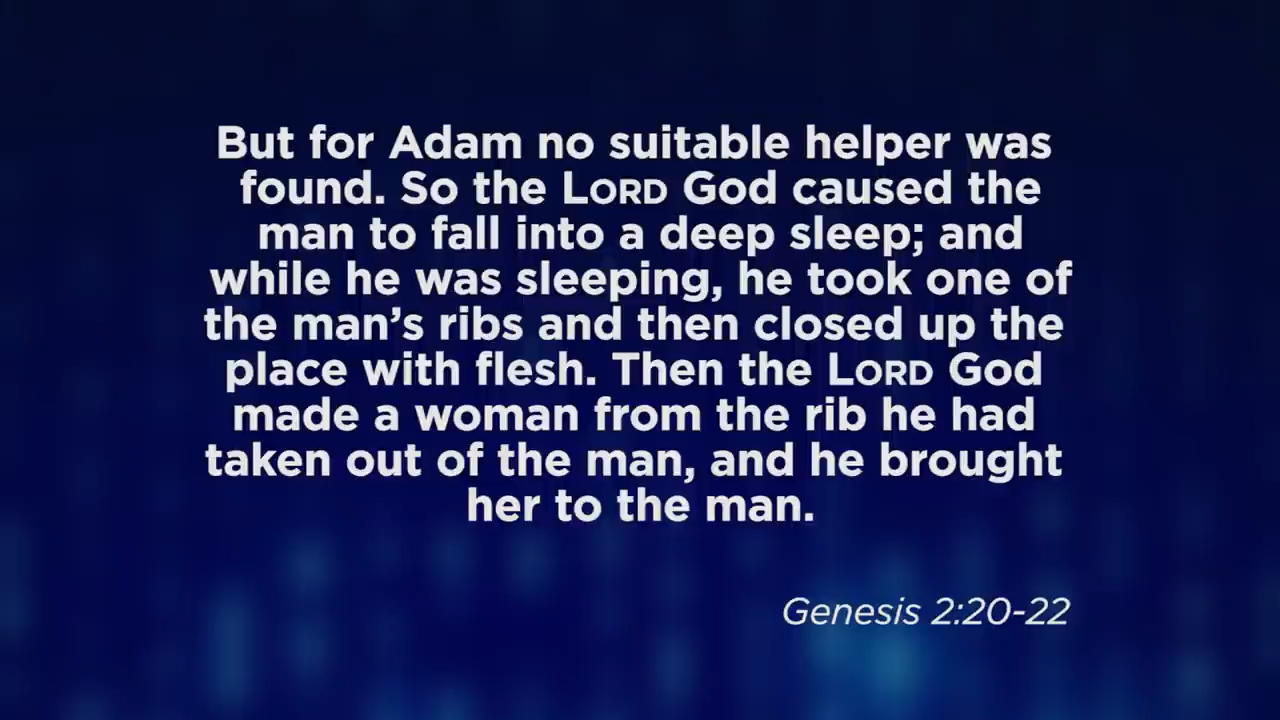 But for Adam no suitable helper was
found. So the LORD God caused the
man to fall into a deep sleep; and
while he was sleeping, he took one of
the man’s ribs and then closed up the
place with flesh. Then the LORD God
made a woman from the rib he had
taken out of the man, and he brought
her to the man.
Genesis 2:20-22